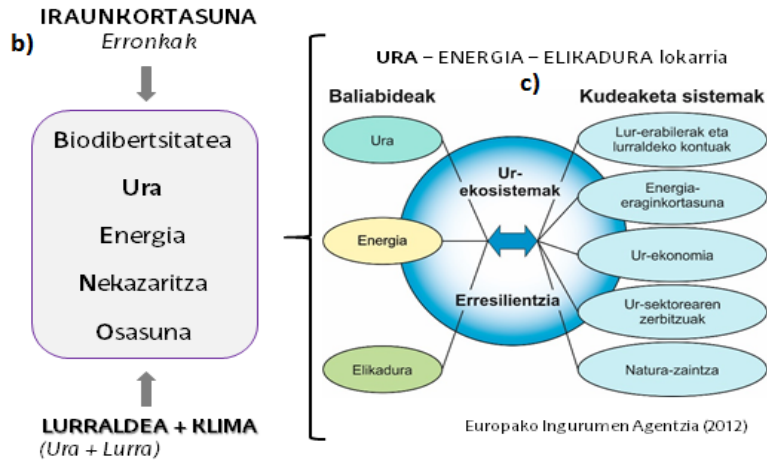 IRAUNKORTASUNA
Erronkak
b)
Biodibertsitatea
Ura
Energia
Nekazaritza
Osasuna
LURRALDEA + KLIMA
(Ura + Lurra)
URA – ENERGIA – ELIKADURA lokarria
c)
Baliabideak
Kudeaketa sistemak
Ura
Energia
Elikadura
Ur-
ekosistemak
Erresilientzia
Lur-erabilerak eta
lurraldeko kontuak
Energia-
eraginkortasuna
Ur-ekonomia
Ur-sektorearen
zerbitzuak
Natura-zaintza
Europako Ingurumen Agentzia (2012)